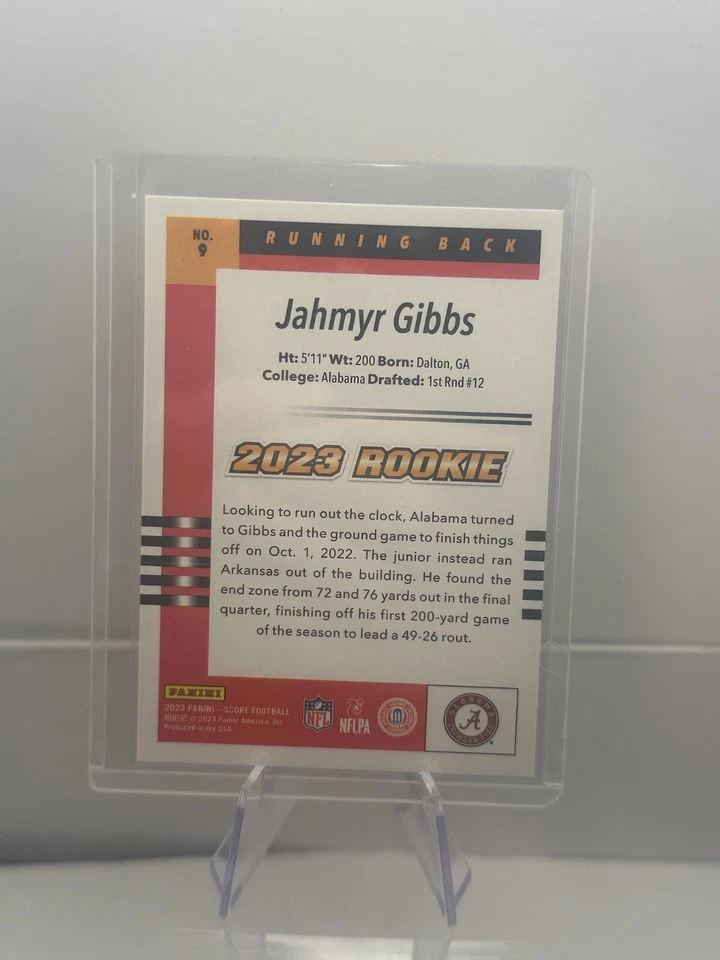 NO.
9
RUNNING BACK
Jahmyr Gibbs
Ht: 5'11" Wt: 200 Born: Dalton, GA
College: Alabama Drafted: 1st Rnd #12
2023 ROOKIE
Looking to run out the clock, Alabama turned
to Gibbs and the ground game to finish things
off on Oct. 1, 2022. The junior instead ran
Arkansas out of the building. He found the
end zone from 72 and 76 yards out in the final
quarter, finishing off his first 200-yard game
of the season to lead a 49-26 rout.
PANINI
2023 PANINI - SCORE FOOTBALL
帕尼尼 © 2023 Panini America, Inc.
Produced in the USA.
NFL
NFLPA
ALABAMA
A